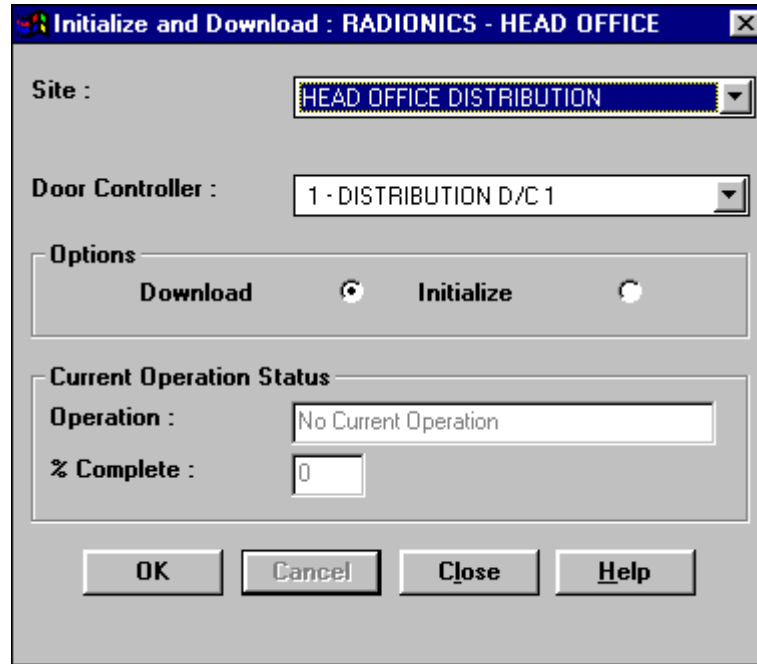 Initialize and Download : RADIONICS - HEAD OFFICE
Site :
HEAD OFFICE DISTRIBUTION
Door Controller :
1 - DISTRIBUTION D/C 1
Options
Download Initialize
Current Operation Status
Operation :
No Current Operation
% Complete :
0
OK Cancel Close Help